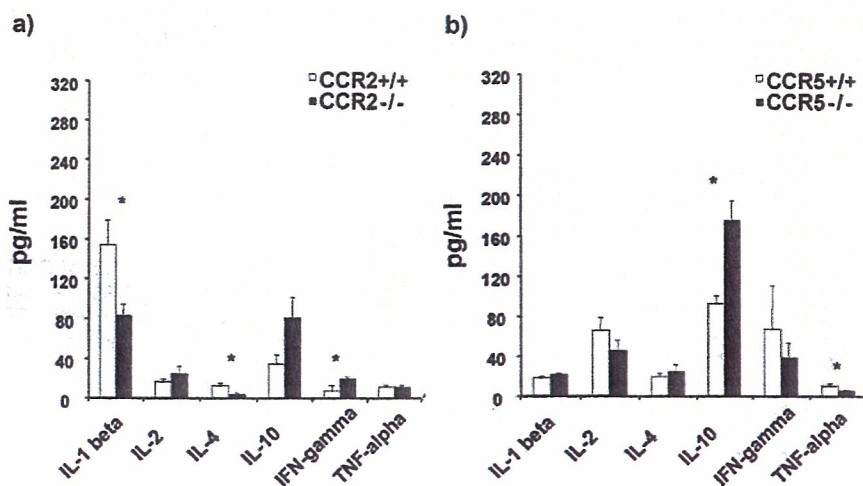 a)
320
280
240
200
160
120
80
40
0
pg/ml
CCR2+/+
CCR2-/-
*
*
*
IL-1 beta
IL-2
IL-4
IL-10
IFN-gamma
TNF-alpha
b)
320
280
240
200
160
120
80
40
0
pg/ml
CCR5+/+
CCR5-/-
*
*
IL-1 beta
IL-2
IL-4
IL-10
IFN-gamma
TNF-alpha